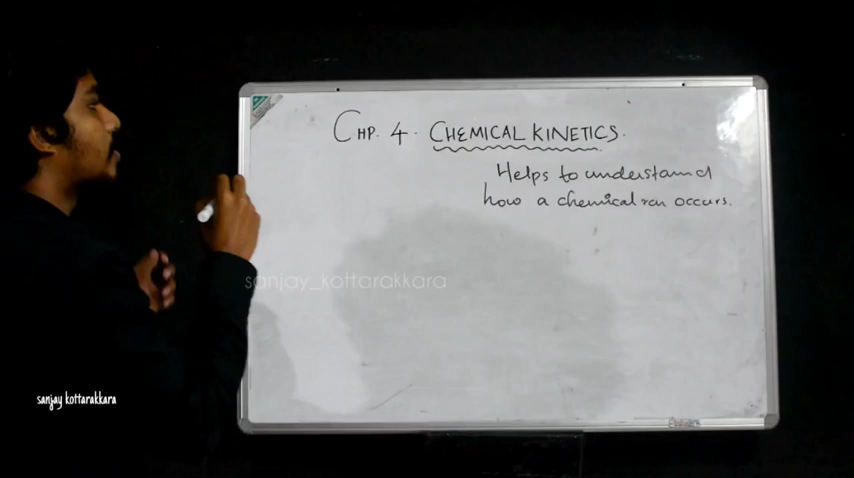 CHP. 4. CHEMICAL KINETICS.
Helps to understand
how a chemical rxn occurs.
sanjay_kottarakkara
sanjay kottarakkara